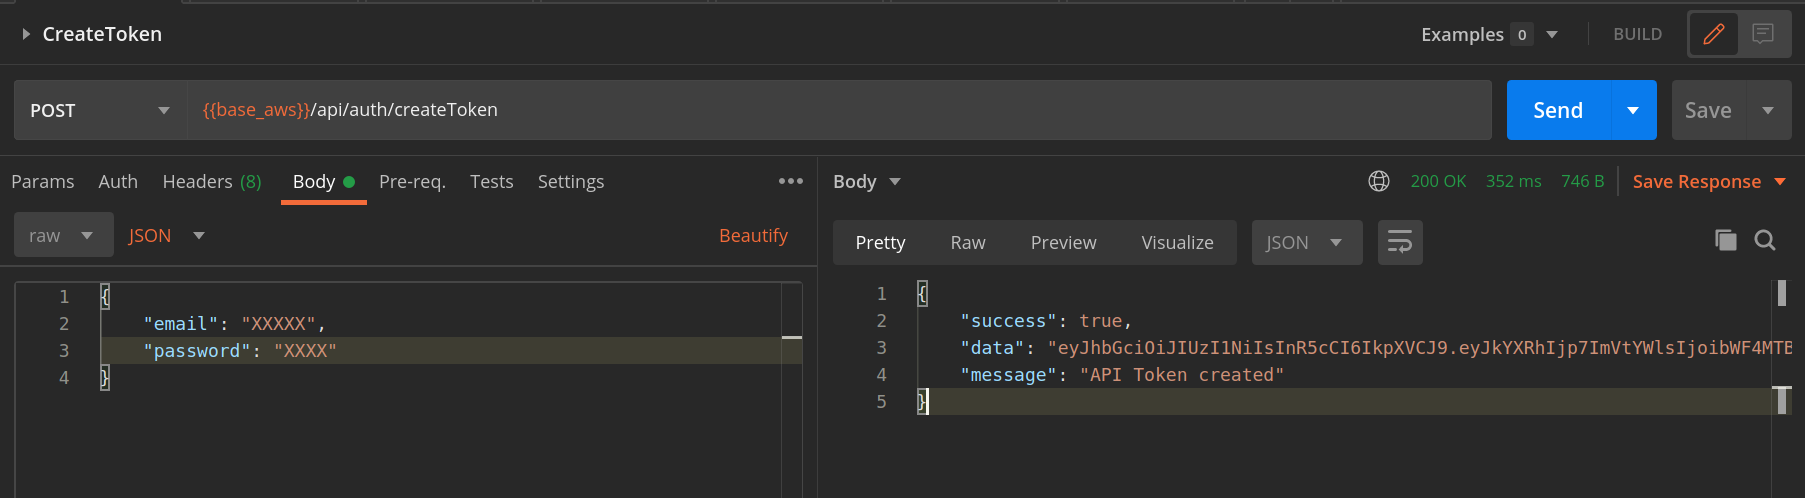 CreateToken
Examples 0 BUILD
POST {{base_aws}}/api/auth/createToken Send Save
Params Auth Headers (8) Body Pre-req. Tests Settings
raw JSON Beautify
1 {
2 "email": "XXXXX",
3 "password": "XXXX"
4 }
Body 200 OK 352 ms 746 B Save Response
Pretty Raw Preview Visualize JSON
1 {
2 "success": true,
3 "data": "eyJhbGciOiJIUzI1NiIsInR5cCI6IkpXVCJ9.eyJkYXRhIjp7ImVtYWlsIjoibWF4MTB
4 "message": "API Token created"
5 }